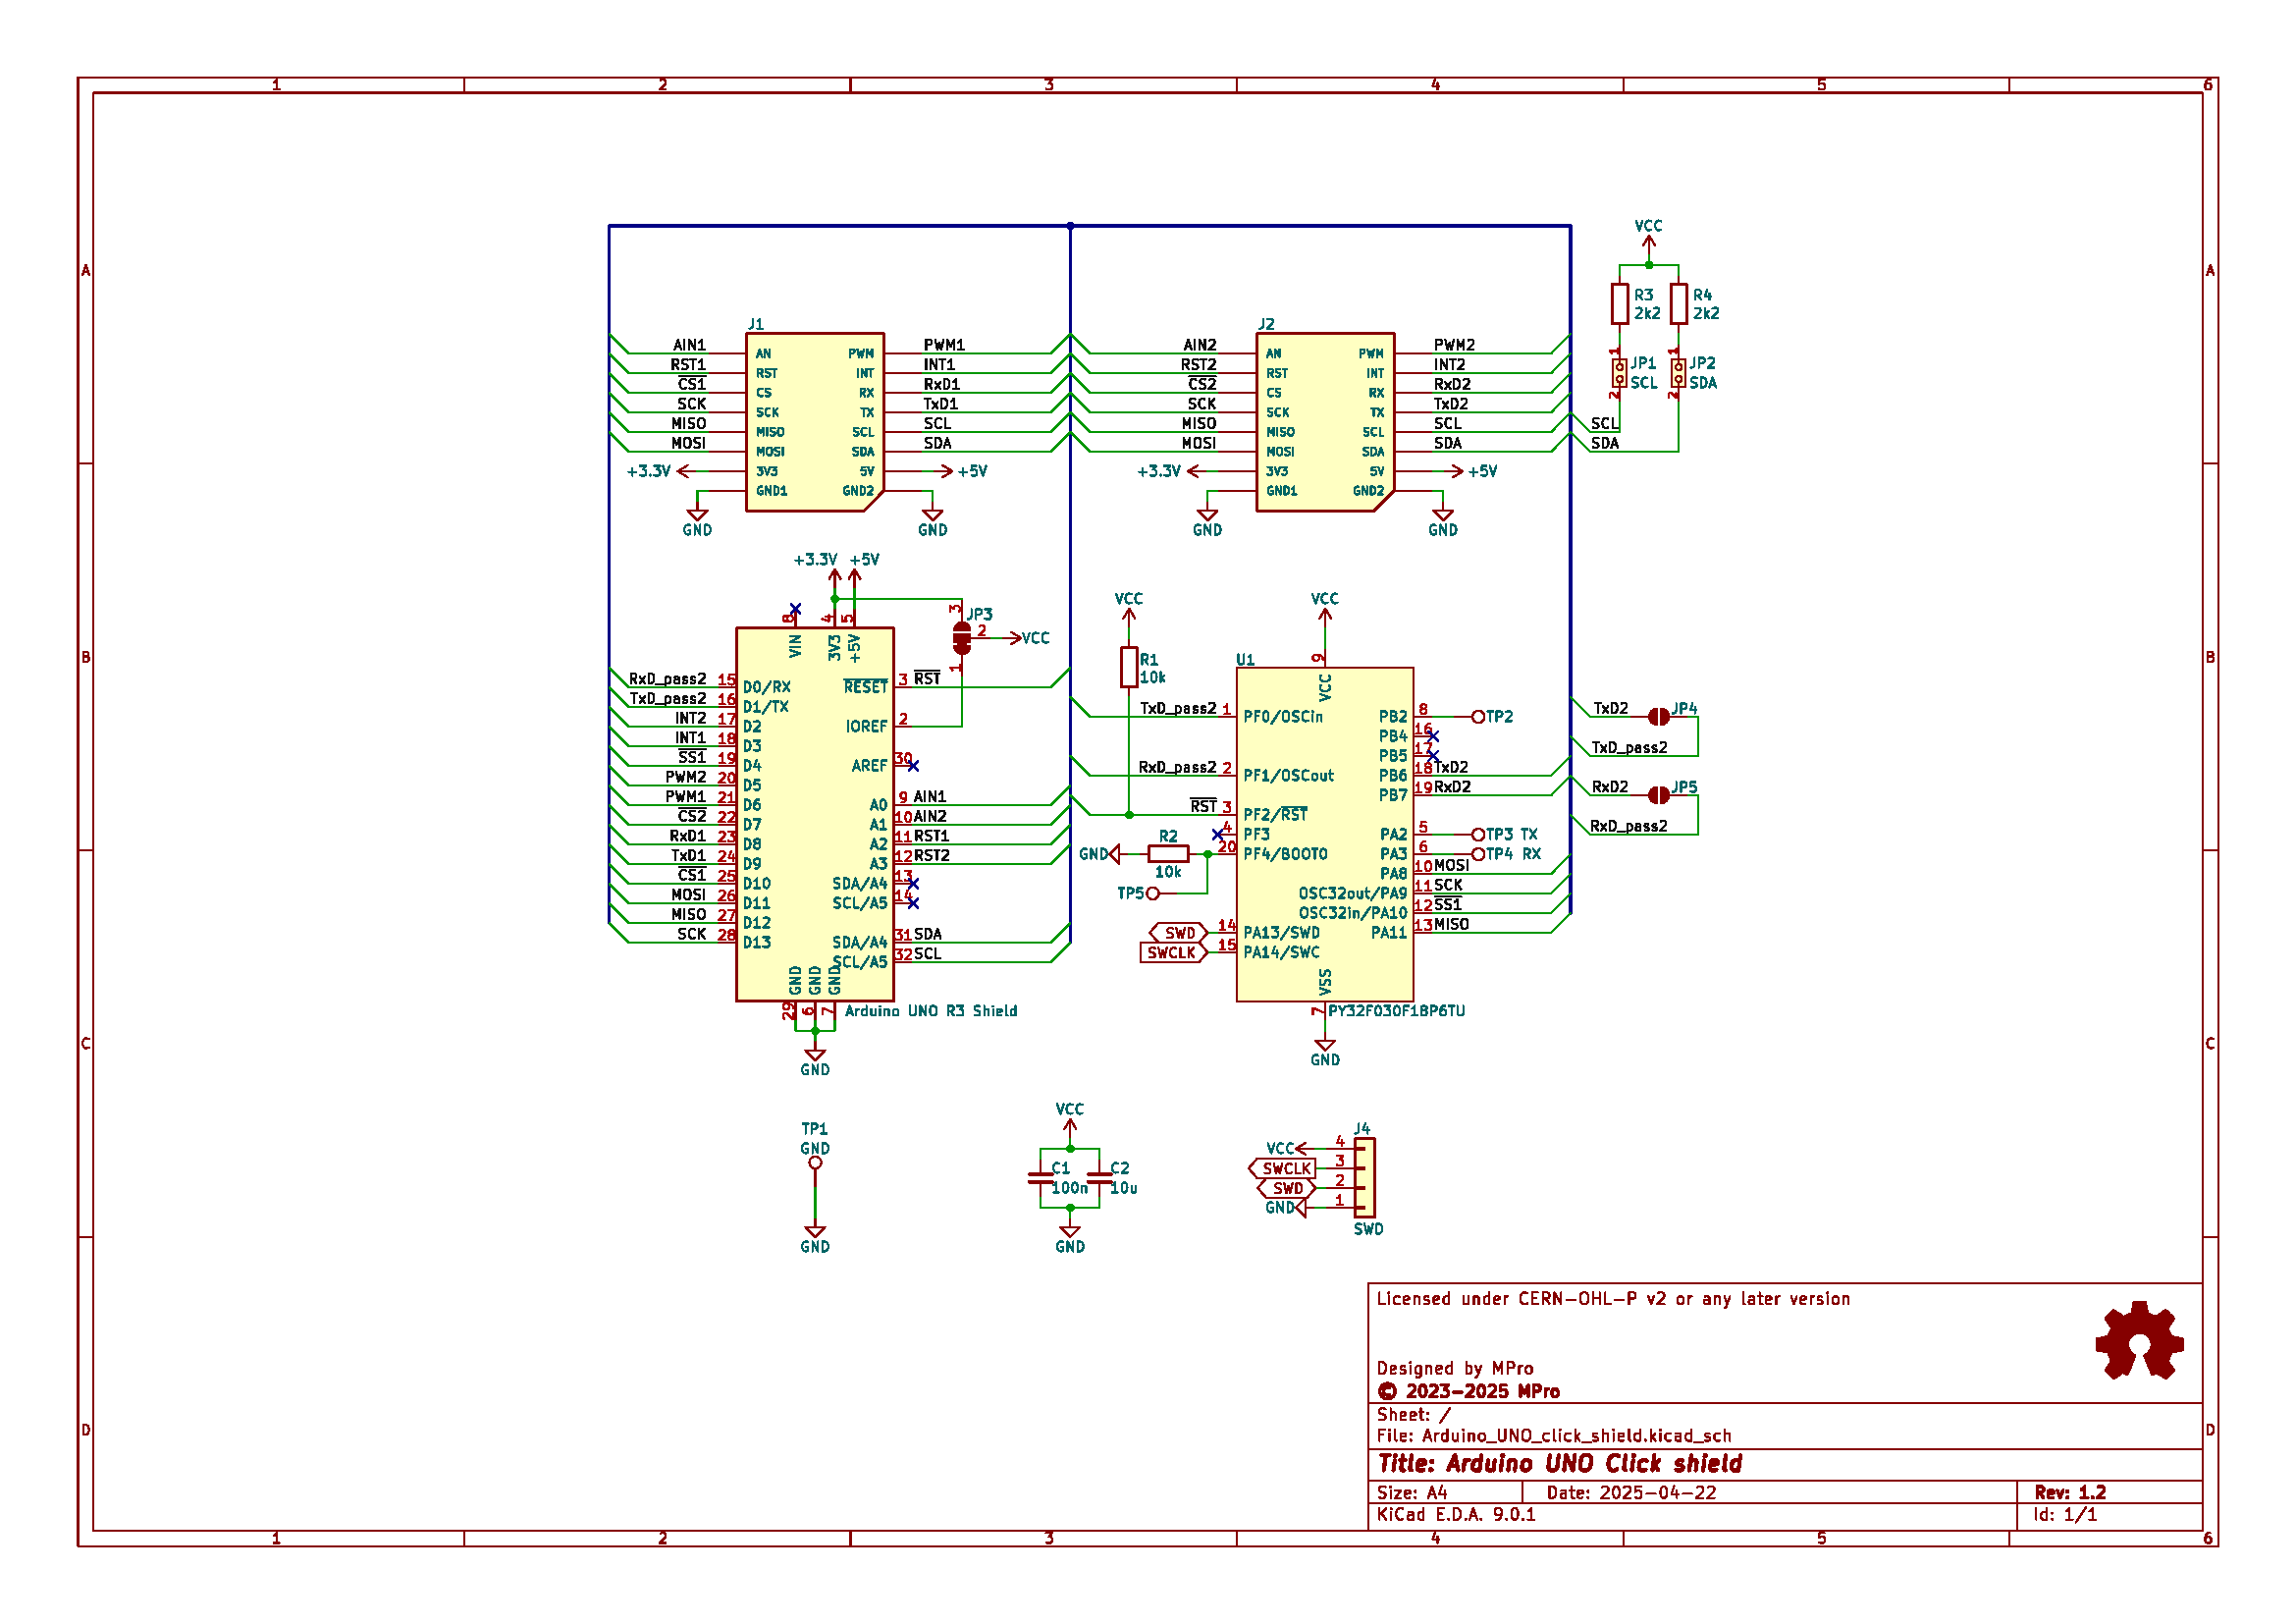 1 2 3 4 5 6
A A
B B
C C
D D
VCC
R3
2k2
R4
2k2
1 JP1
2 SCL
1 JP2
2 SDA
SCL
SDA
J1
AIN1 AN PWM PWM1
RST1 RST INT INT1
CS1 CS RX RxD1
SCK SCK TX TxD1
MISO MISO SCL SCL
MOSI MOSI SDA SDA
+3.3V 3V3 5V +5V
GND1 GND2
GND GND
J2
AIN2 AN PWM PWM2
RST2 RST INT INT2
CS2 CS RX RxD2
SCK SCK TX TxD2
MISO MISO SCL SCL
MOSI MOSI SDA SDA
+3.3V 3V3 5V +5V
GND1 GND2
GND GND
+3.3V +5V
8 4 5
VIN 3V3 +5V
3 JP3
2 VCC
1
RxD_pass2 15 D0/RX
TxD_pass2 16 D1/TX
INT2 17 D2
INT1 18 D3
SS1 19 D4
PWM2 20 D5
PWM1 21 D6
CS2 22 D7
RxD1 23 D8
TxD1 24 D9
CS1 25 D10
MOSI 26 D11
MISO 27 D12
SCK 28 D13
RESET 3 RST
IOREF 2
AREF 30
A0 9 AIN1
A1 10 AIN2
A2 11 RST1
A3 12 RST2
SDA/A4 13
SCL/A5 14
SDA/A4 31 SDA
SCL/A5 32 SCL
GND GND GND
29 6 7
Arduino UNO R3 Shield
GND
VCC
R1
10k
VCC
9
U1
VCC
TxD_pass2 1 PF0/OSCin
RxD_pass2 2 PF1/OSCout
RST 3 PF2/RST
4 PF3
20 PF4/BOOT0
R2
GND
10k
TP5
SWD 14 PA13/SWD
SWCLK 15 PA14/SWC
PB2 8 TP2
PB4 16
PB5 17
PB6 18 TxD2
PB7 19 RxD2
PA2 5 TP3 TX
PA3 6 TP4 RX
PA8 10 MOSI
OSC32out/PA9 11 SCK
OSC32in/PA10 12 SS1
PA11 13 MISO
VSS
7
PY32F030F18P6TU
GND
TxD2 JP4
TxD_pass2
RxD2 JP5
RxD_pass2
TP1
GND
GND
VCC
C1
100n
C2
10u
GND
J4
VCC 4
SWCLK 3
SWD 2
GND 1
SWD
Licensed under CERN-OHL-P v2 or any later version
Designed by MPro
© 2023-2025 MPro
Sheet: /
File: Arduino_UNO_click_shield.kicad_sch
Title: Arduino UNO Click shield
Size: A4 Date: 2025-04-22 Rev: 1.2
KiCad E.D.A. 9.0.1 Id: 1/1
1 2 3 4 5 6